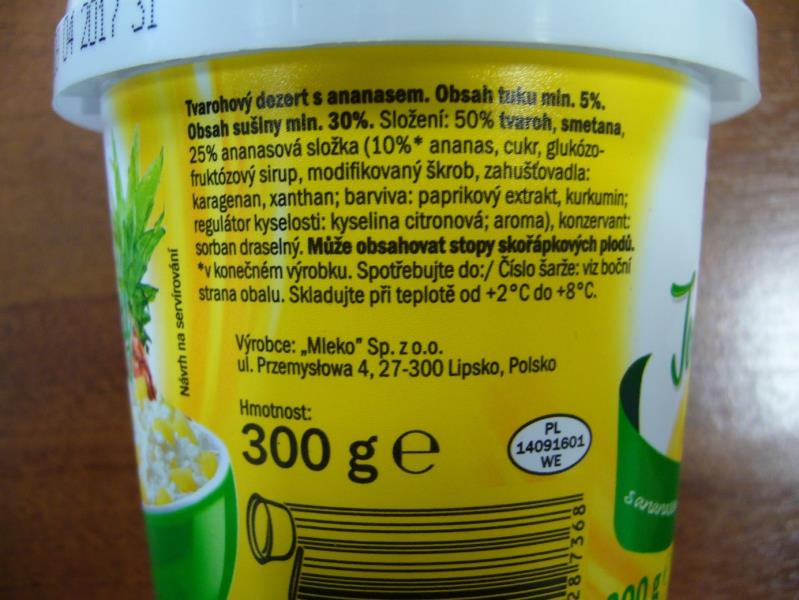 04 2017 31
Tvarohový dezert s ananasem. Obsah tuku min. 5%.
Obsah sušiny min. 30%. Složení: 50% tvaroh, smetana,
25% ananasová složka (10%* ananas, cukr, glukózo-
fruktózový sirup, modifikovaný škrob, zahušťovadla:
karagenan, xanthan; barviva: paprikový extrakt, kurkumin;
regulátor kyselosti: kyselina citronová; aroma), konzervant:
sorban draselný. Může obsahovat stopy skořápkových plodů.
*v konečném výrobku. Spotřebujte do:/ Číslo šarže: viz boční
strana obalu. Skladujte při teplotě od +2°C do +8°C.
Návrh na servírování
Výrobce: „Mleko” Sp. z o.o.
ul. Przemysłowa 4, 27-300 Lipsko, Polsko
Hmotnost:
300 g e
PL
14091601
WE
287368